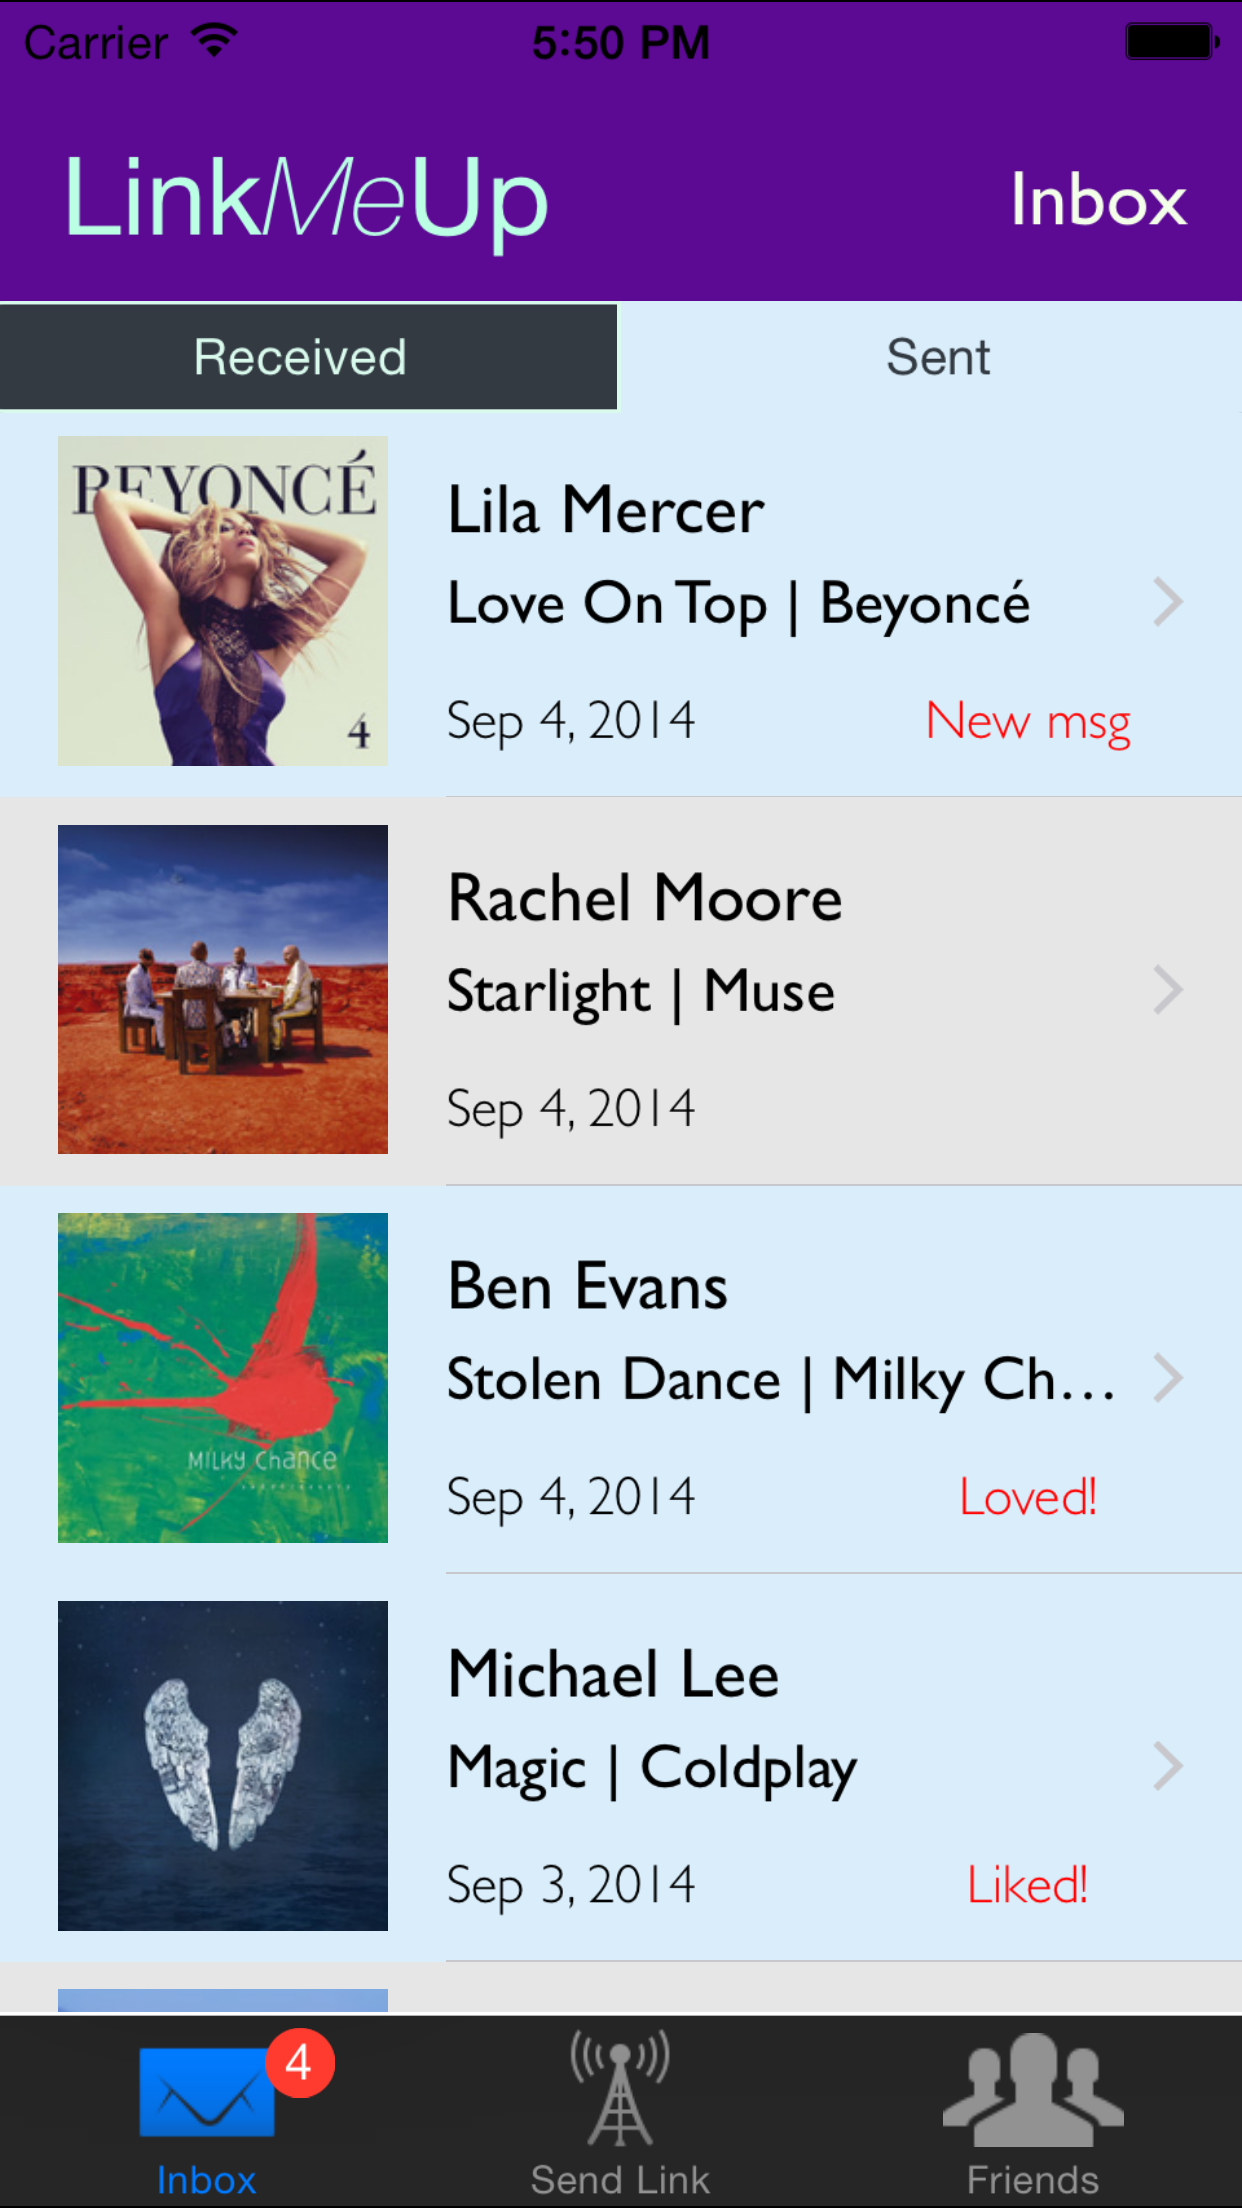 Carrier 5:50 PM
LinkMeUp Inbox
Received Sent
BEYONCÉ
4
Lila Mercer
Love On Top | Beyoncé
Sep 4, 2014 New msg
Rachel Moore
Starlight | Muse
Sep 4, 2014
MILKY chance
Ben Evans
Stolen Dance | Milky Ch...
Sep 4, 2014 Loved!
Michael Lee
Magic | Coldplay
Sep 3, 2014 Liked!
4
Inbox Send Link Friends